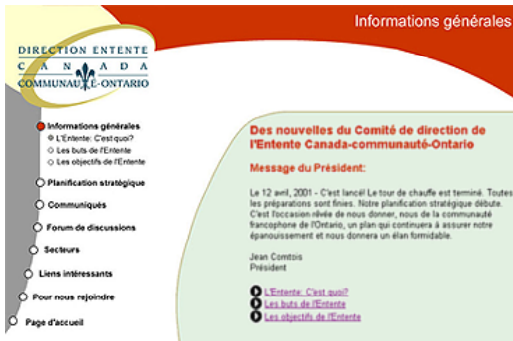 Informations générales
DIRECTION ENTENTE
CANADA
COMMUNAUTÉ-ONTARIO
Informations générales
L'Entente: C'est quoi?
Les buts de l'Entente
Les objectifs de l'Entente
Planification stratégique
Communiqués
Forum de discussions
Secteurs
Liens intéressants
Pour nous rejoindre
Page d'accueil
Des nouvelles du Comité de direction de
l'Entente Canada-communauté-Ontario
Message du Président:
Le 12 avril, 2001 - C'est lancé! Le tour de chauffe est terminé. Toutes
les préparations sont finies. Notre planification stratégique débute.
C'est l'occasion rêvée de nous donner, nous de la communauté
francophone de l'Ontario, un plan qui continuera à assurer notre
épanouissement et nous donnera un élan formidable.
Jean Comtois
Président
L'Entente: C'est quoi?
Les buts de l'Entente
Les objectifs de l'Entente